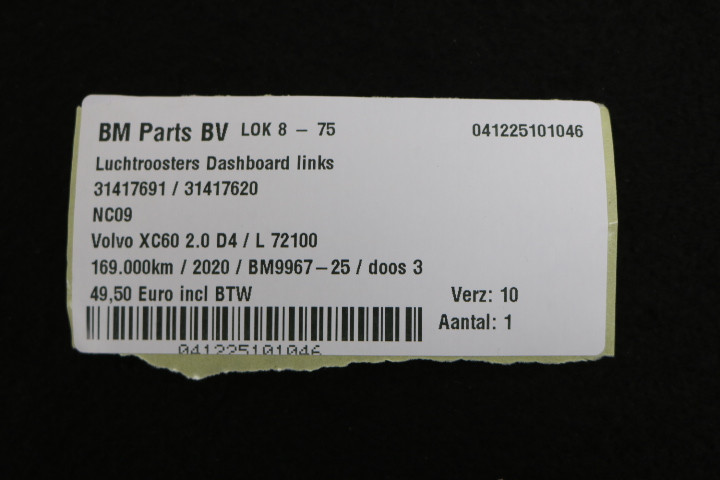 BM Parts BV LOK 8 - 75 041225101046
Luchtroosters Dashboard links
31417691 / 31417620
NC09
Volvo XC60 2.0 D4 / L 72100
169.000km / 2020 / BM9967-25 / doos 3
49,50 Euro incl BTW Verz: 10
Aantal: 1
041225101046